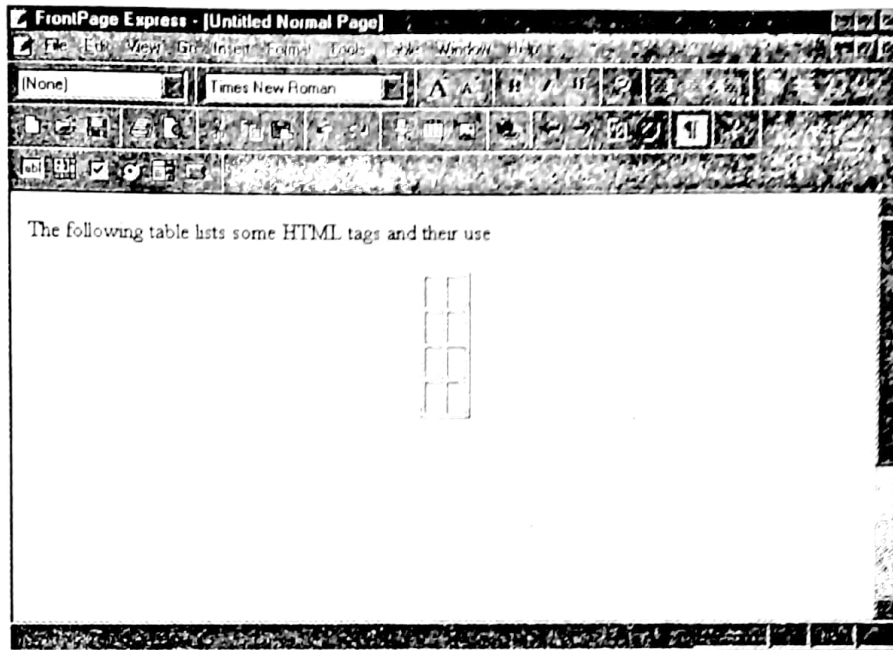 FrontPage Express - [Untitled Normal Page]
File Edit View Go Insert Format Tools Table Window Help
(None) Times New Roman A A
¶
abl
The following table lists some HTML tags and their use